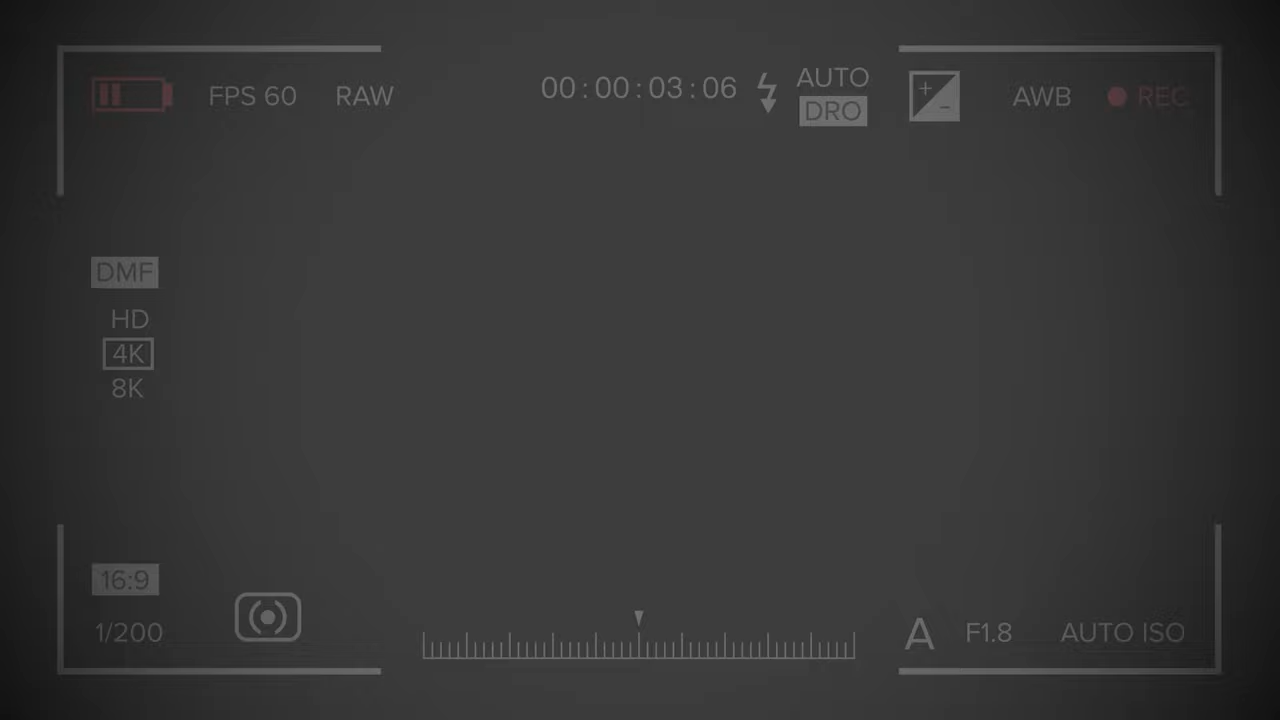 FPS 60 RAW 00:00:03:06 AUTO AWB REC
DRO
DMF
HD
4K
8K
16:9
1/200 A F1.8 AUTO ISO